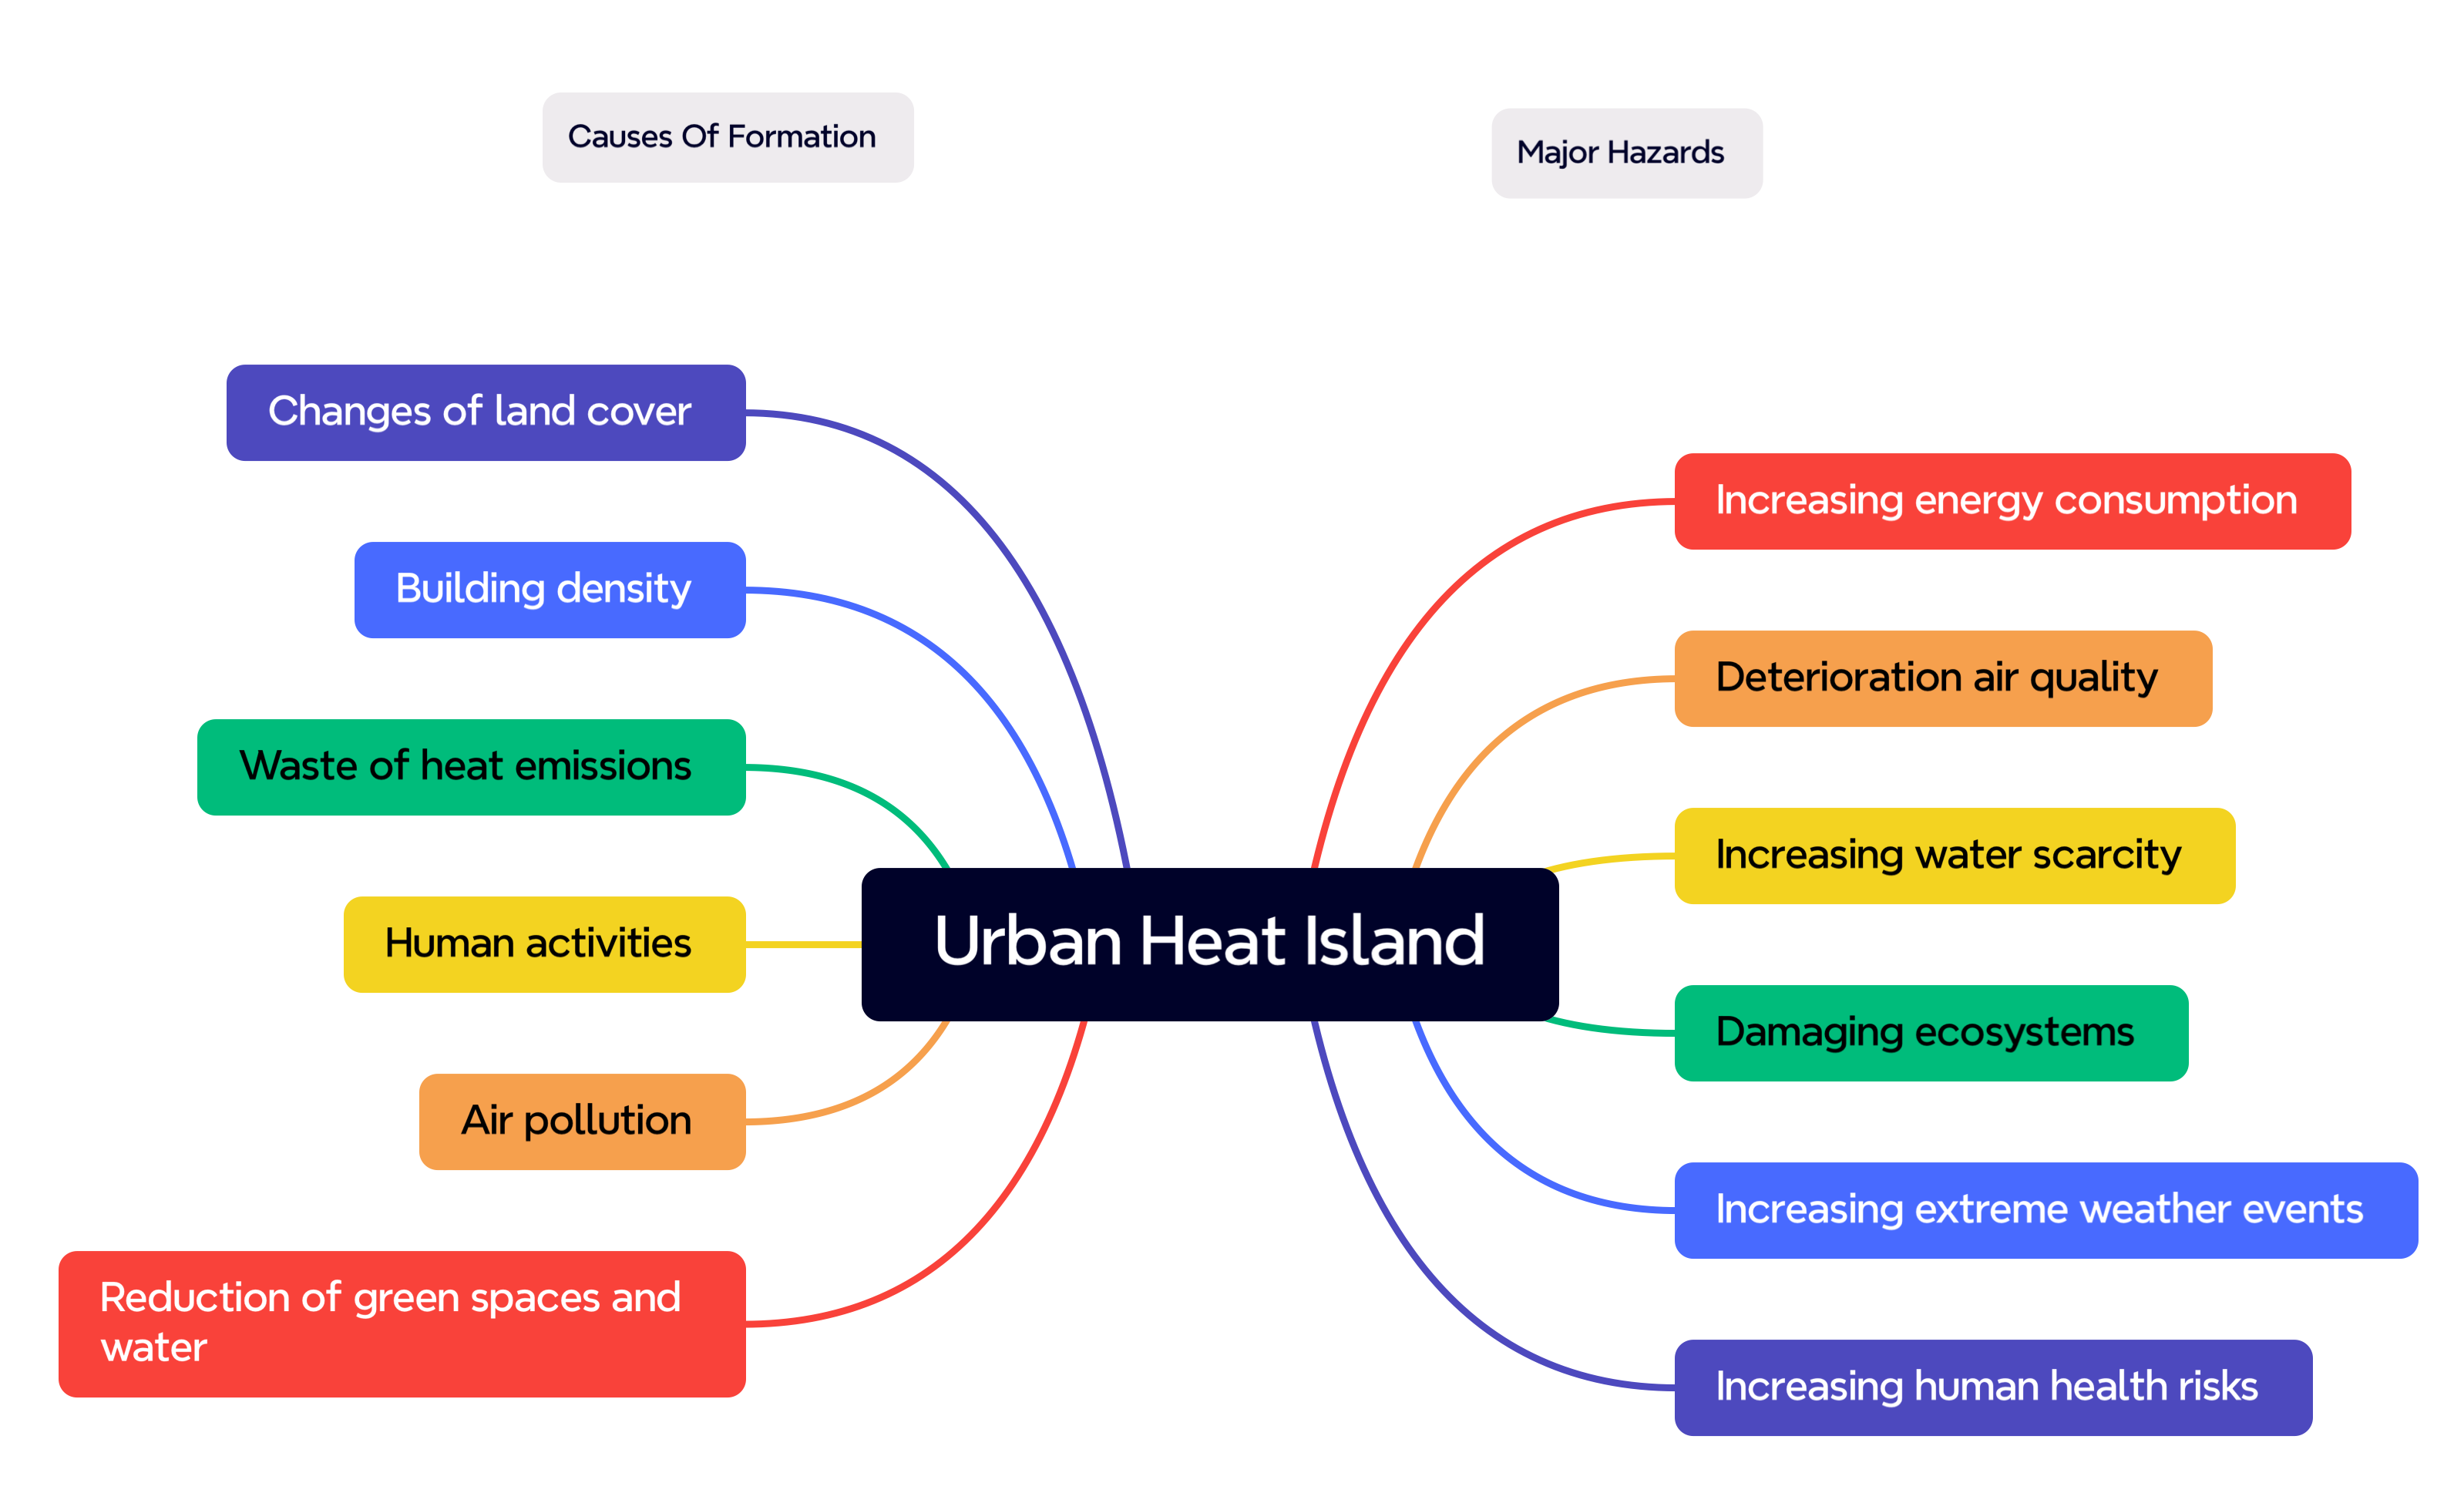 Causes Of Formation
Major Hazards
Changes of land cover
Building density
Waste of heat emissions
Human activities
Air pollution
Reduction of green spaces and
water
Urban Heat Island
Increasing energy consumption
Deterioration air quality
Increasing water scarcity
Damaging ecosystems
Increasing extreme weather events
Increasing human health risks